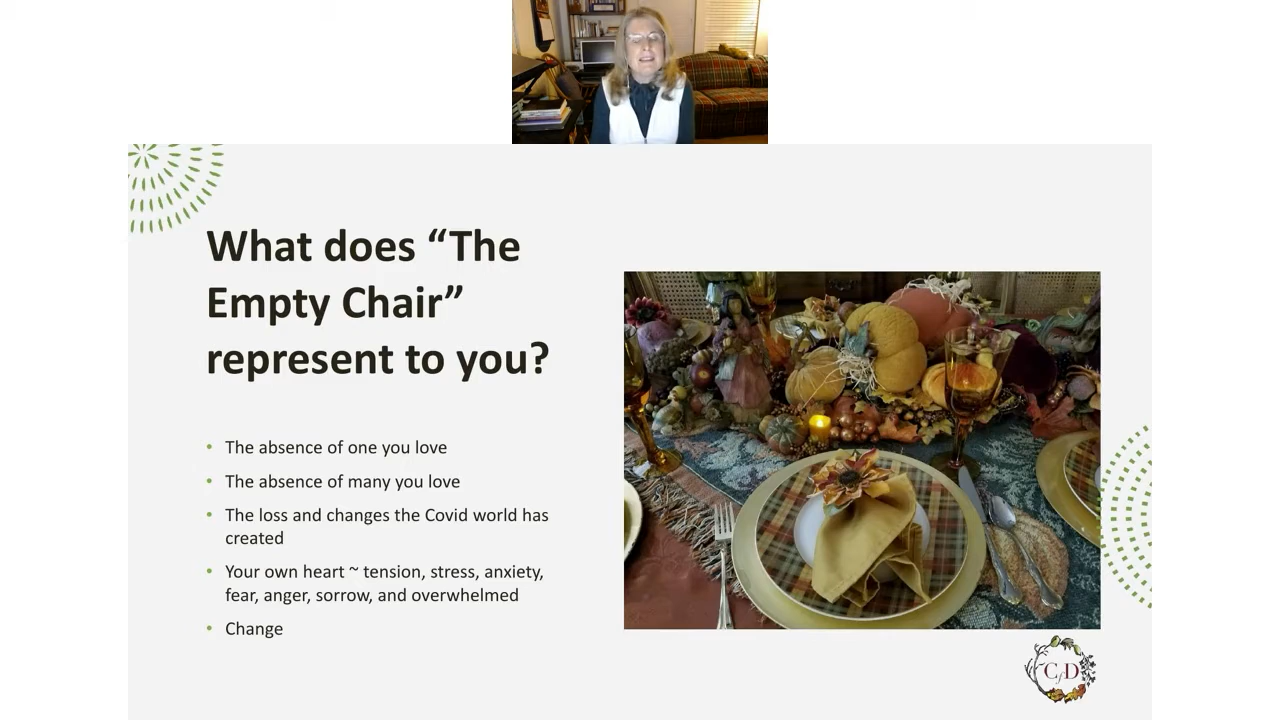 What does “The
Empty Chair”
represent to you?
• The absence of one you love
• The absence of many you love
• The loss and changes the Covid world has
created
• Your own heart ~ tension, stress, anxiety,
fear, anger, sorrow, and overwhelmed
• Change
CfD